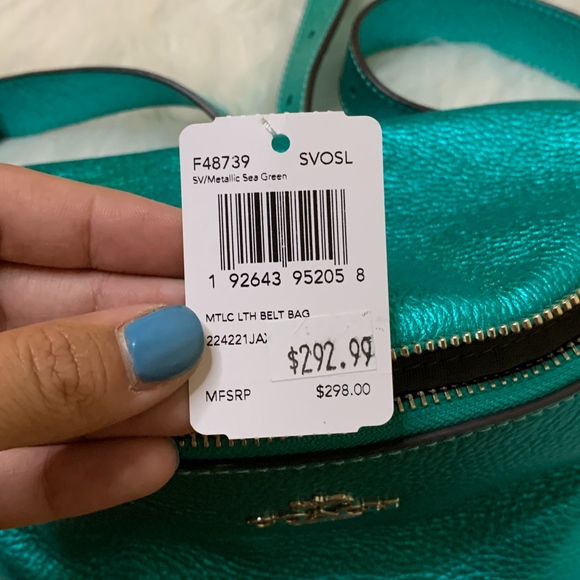 F48739 SVOSL
SV/Metallic Sea Green
1 92643 95205 8
MTLC LTH BELT BAG
224221JAX
$292.99
MFSRP $298.00